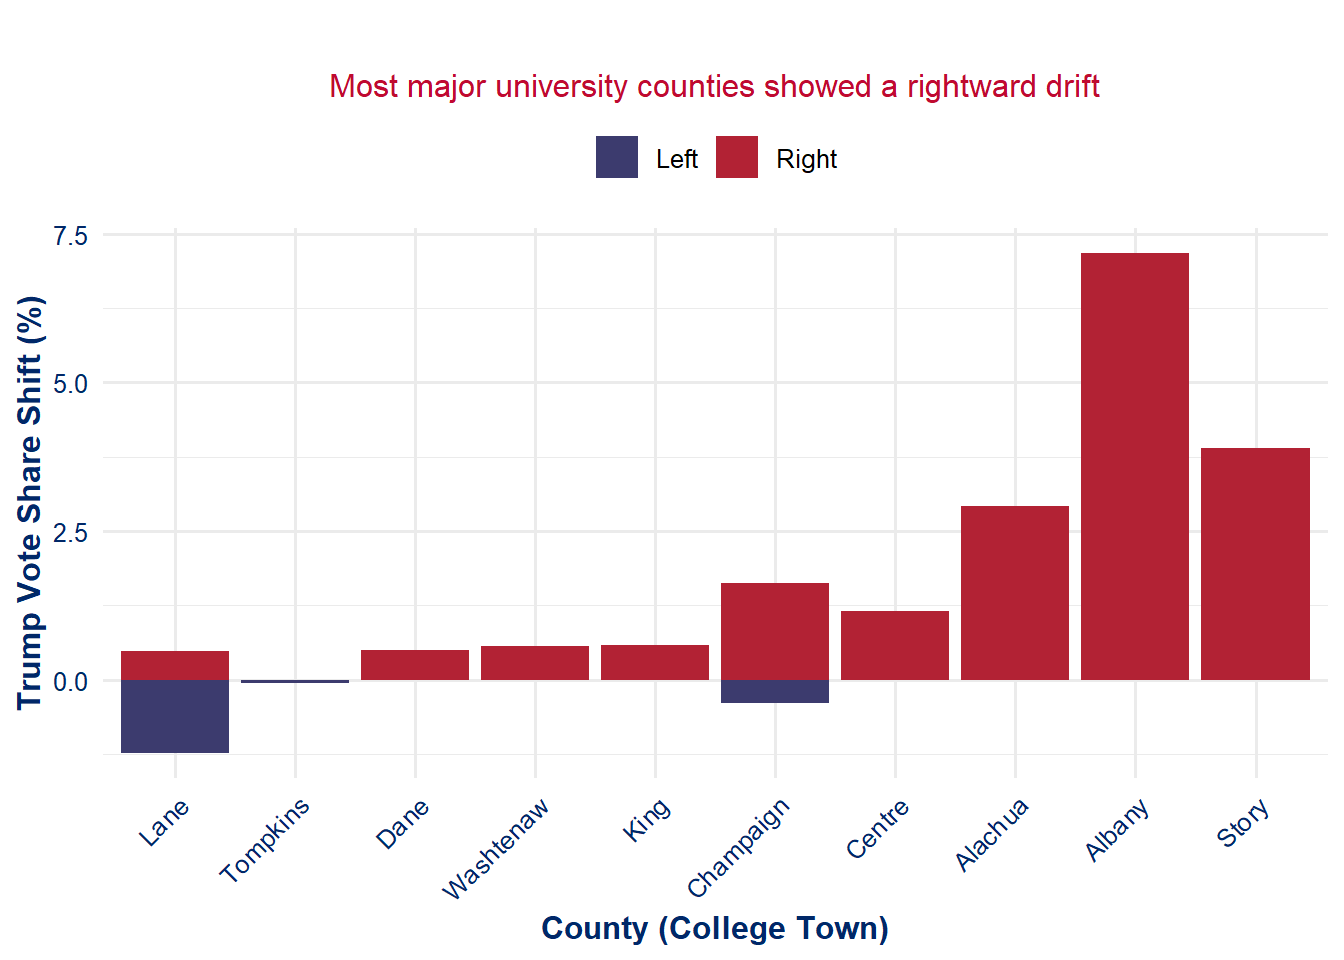 Most major university counties showed a rightward drift
Left
Right
Trump Vote Share Shift (%)
7.5
5.0
2.5
0.0
Lane
Tompkins
Dane
Washtenaw
King
Champaign
Centre
Alachua
Albany
Story
County (College Town)